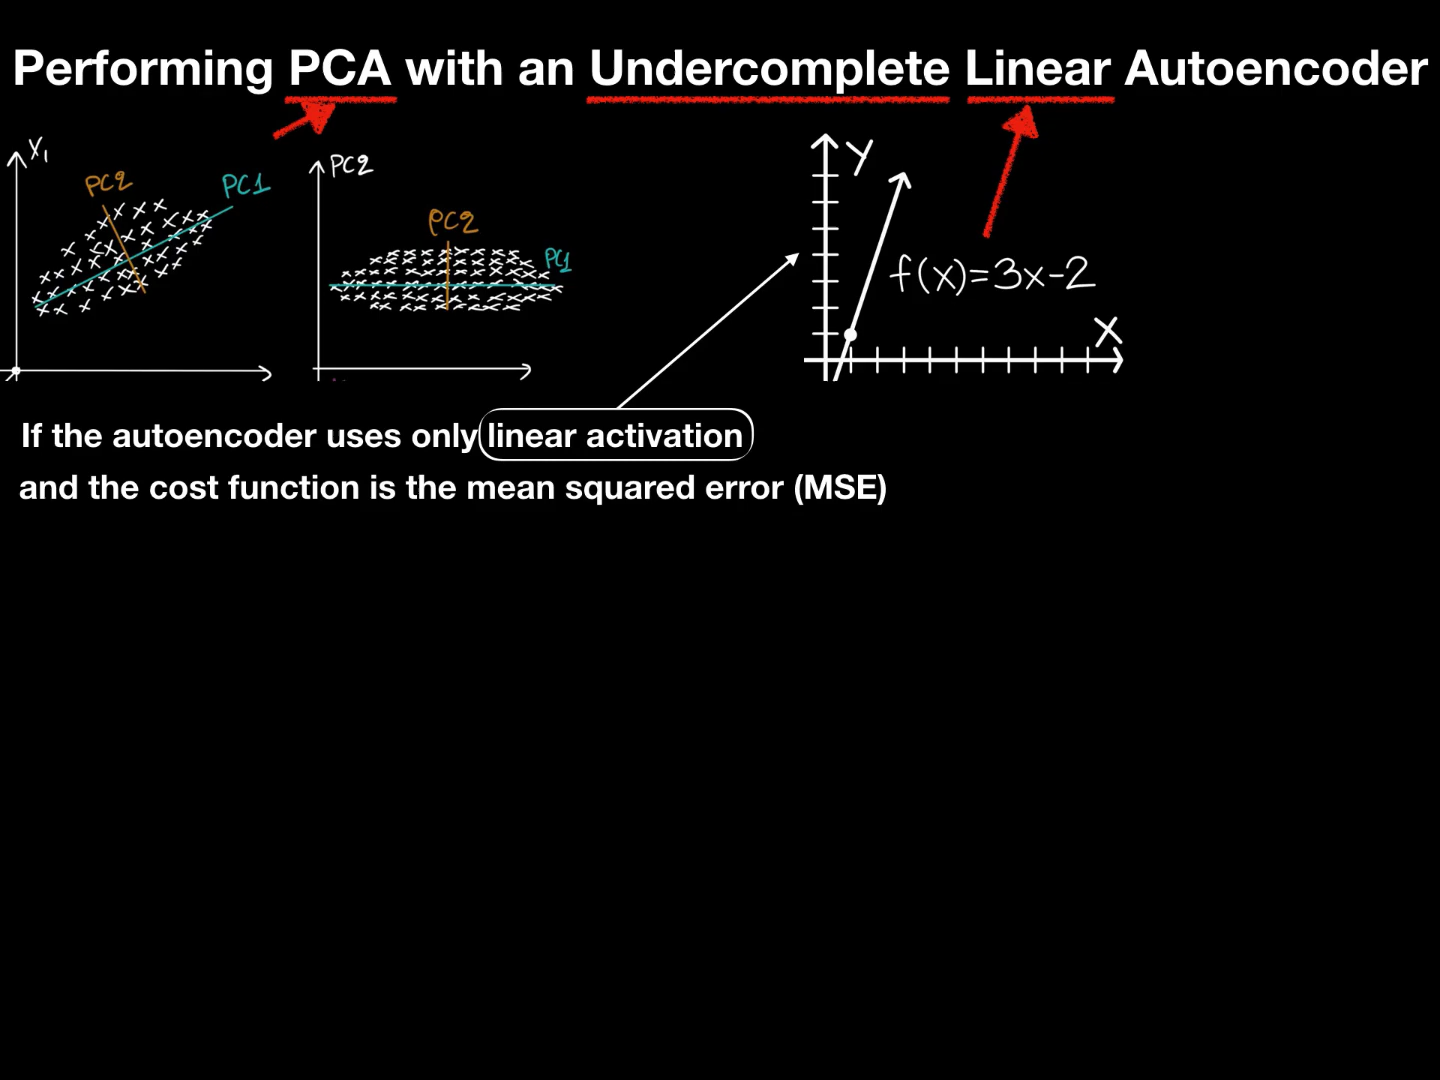 Performing PCA with an Undercomplete Linear Autoencoder
X₁
PC2
PC1
PC2
PC2
PC1
Y
f(x)=3x-2
X
If the autoencoder uses only linear activation
and the cost function is the mean squared error (MSE)